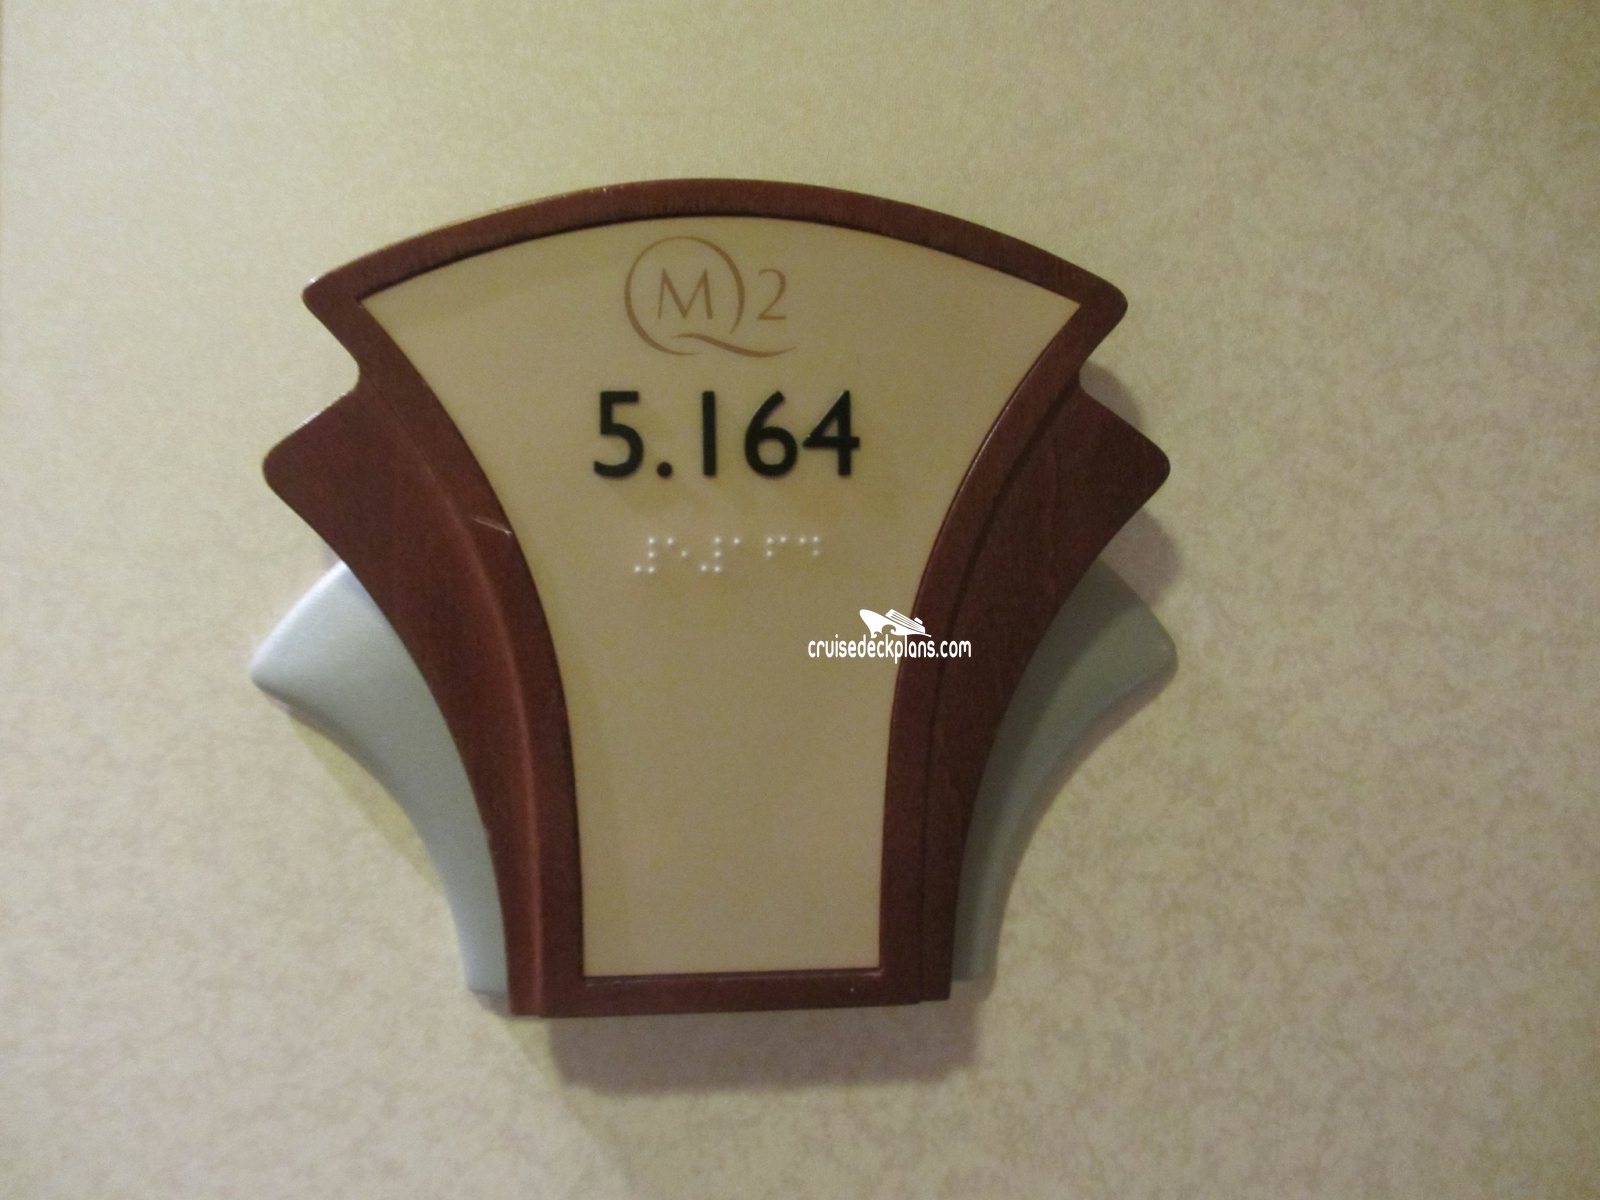 QM2
5.164
⠼⠑⠄⠼⠁⠋⠙
cruisedeckplans.com